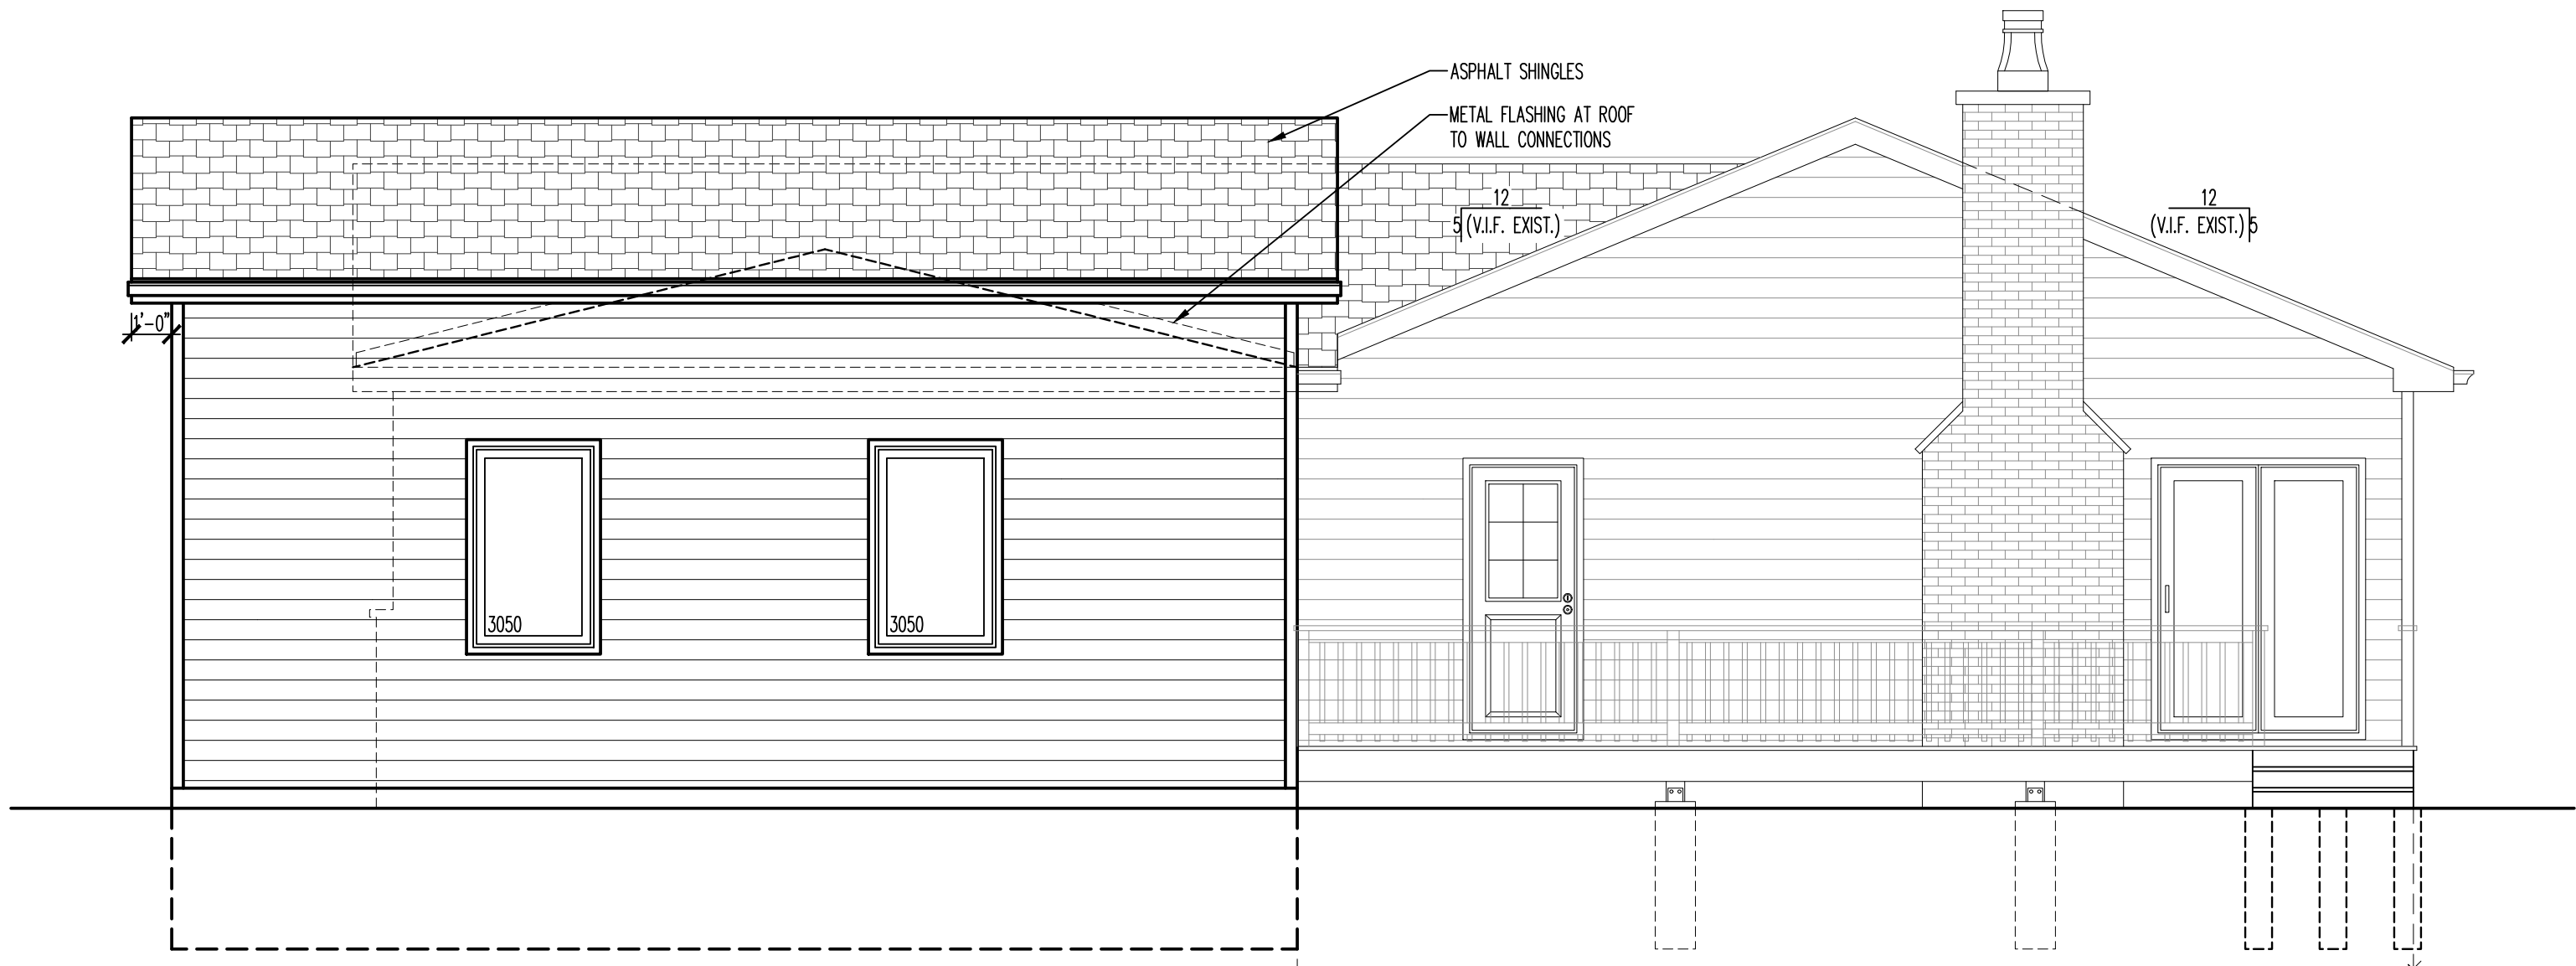 ASPHALT SHINGLES
METAL FLASHING AT ROOF
TO WALL CONNECTIONS
12
5 (V.I.F. EXIST.)
12
(V.I.F. EXIST.) 5
1'-0"
3050
3050